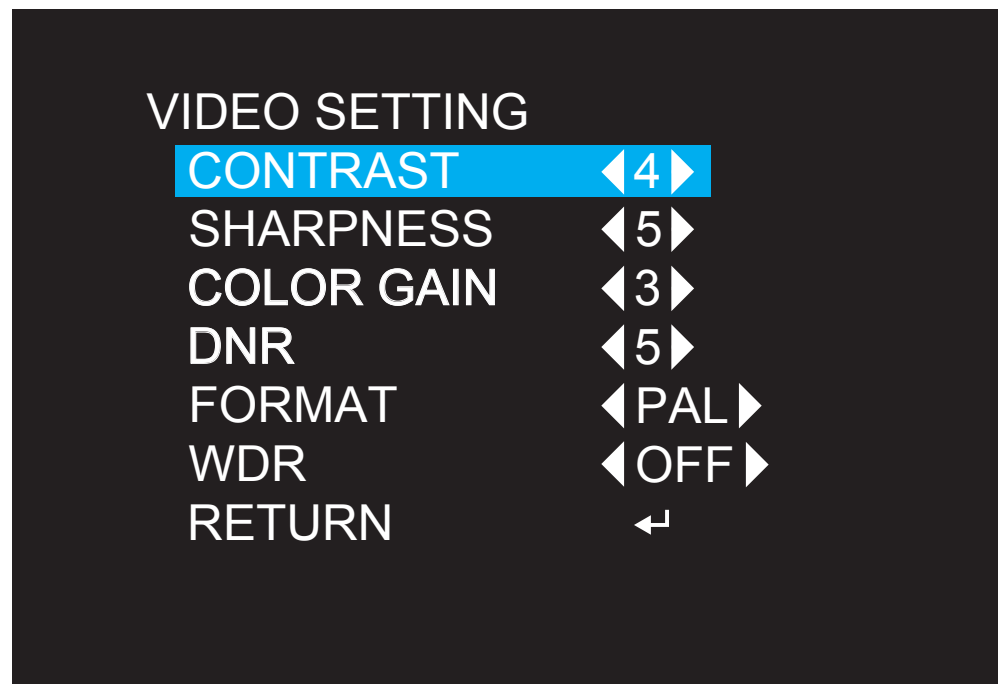 VIDEO SETTING
CONTRAST 4
SHARPNESS 5
COLOR GAIN 3
DNR 5
FORMAT PAL
WDR OFF
RETURN